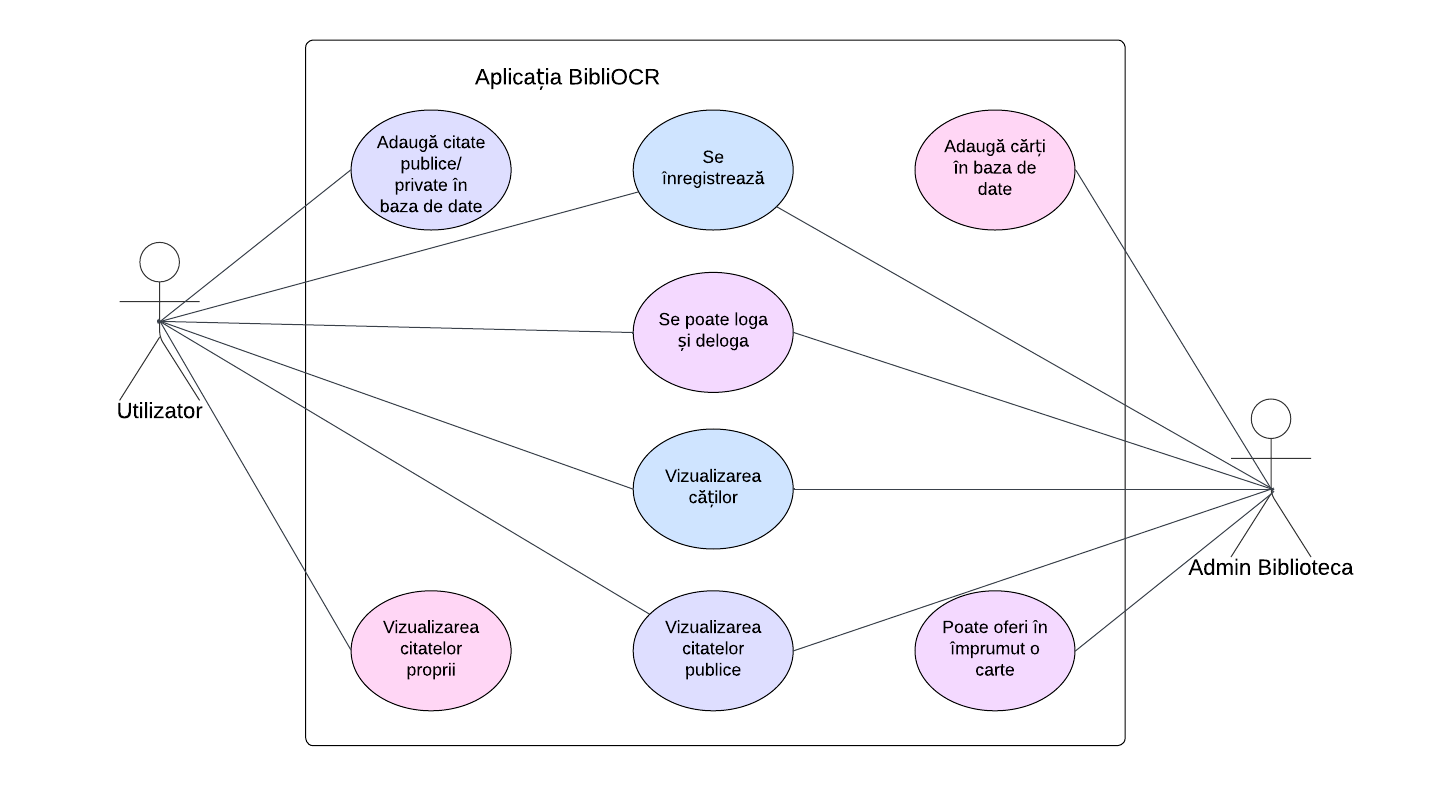 Aplicația BibliOCR
Adaugă citate
publice/
private în
baza de date
Se
înregistrează
Adaugă cărți
în baza de
date
Se poate loga
și deloga
Utilizator
Vizualizarea
căților
Admin Biblioteca
Vizualizarea
citatelor
proprii
Vizualizarea
citatelor
publice
Poate oferi în
împrumut o
carte